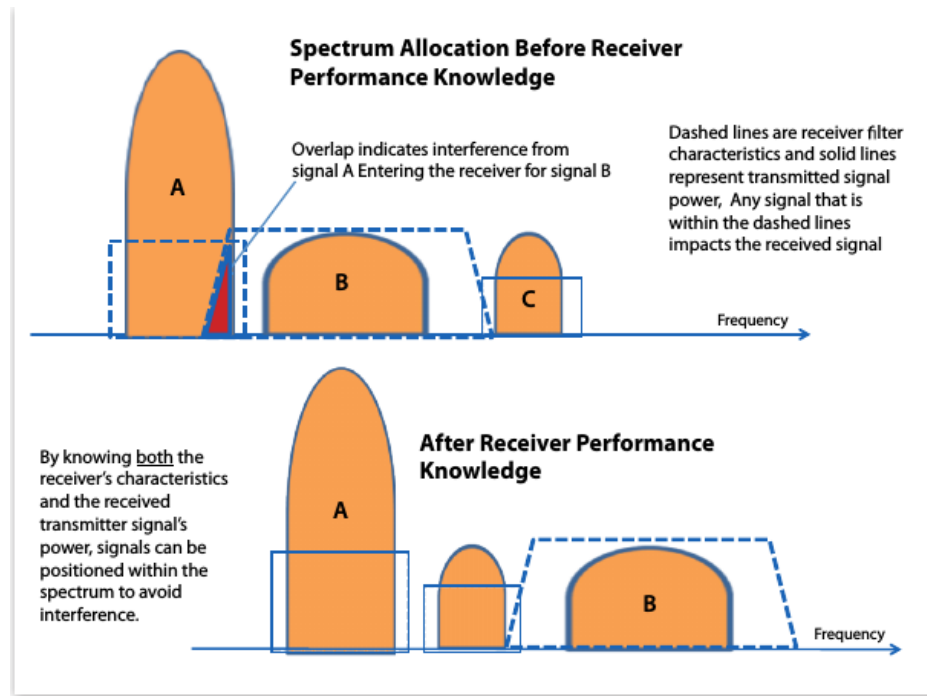 Spectrum Allocation Before Receiver
Performance Knowledge
Overlap indicates interference from
signal A Entering the receiver for signal B
Dashed lines are receiver filter
characteristics and solid lines
represent transmitted signal
power, Any signal that is
within the dashed lines
impacts the received signal
A
B
C
Frequency
After Receiver Performance
Knowledge
By knowing both the
receiver's characteristics
and the received
transmitter signal's
power, signals can be
positioned within the
spectrum to avoid
interference.
A
B
Frequency